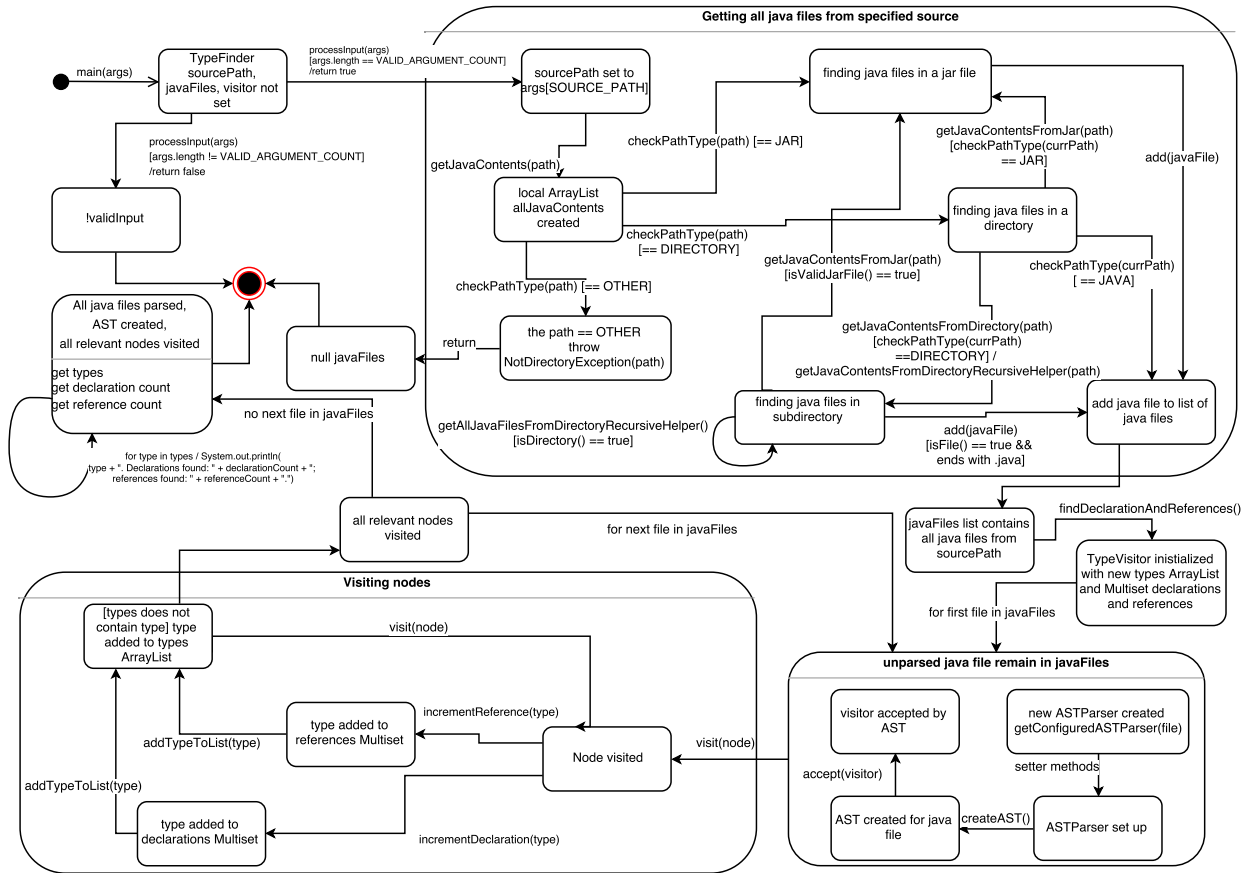 Getting all java files from specified source
main(args)
TypeFinder
sourcePath,
javaFiles, visitor not
set
processInput(args)
[args.length == VALID_ARGUMENT_COUNT]
/return true
sourcePath set to
args[SOURCE_PATH]
finding java files in a jar file
processInput(args)
[args.length != VALID_ARGUMENT_COUNT]
/return false
getJavaContents(path)
checkPathType(path) [== JAR]
getJavaContentsFromJar(path)
[checkPathType(currPath)
== JAR]
add(javaFile)
!validInput
local ArrayList
allJavaContents
created
checkPathType(path)
[== DIRECTORY]
finding java files in a
directory
getJavaContentsFromJar(path)
[isValidJarFile() == true]
checkPathType(currPath)
[ == JAVA]
checkPathType(path) [== OTHER]
All java files parsed,
AST created,
all relevant nodes visited
get types
get declaration count
get reference count
null javaFiles
return
the path == OTHER
throw
NotDirectoryException(path)
getJavaContentsFromDirectory(path)
[checkPathType(currPath)
==DIRECTORY] /
getJavaContentsFromDirectoryRecursiveHelper(path)
no next file in javaFiles
finding java files in
subdirectory
add java file to list of
java files
getAllJavaFilesFromDirectoryRecursiveHelper()
[isDirectory() == true]
add(javaFile)
[isFile() == true &&
ends with .java]
for type in types / System.out.println(
type + ". Declarations found: " + declarationCount + ";
references found: " + referenceCount + ".")
all relevant nodes
visited
for next file in javaFiles
javaFiles list contains
all java files from
sourcePath
findDeclarationAndReferences()
TypeVisitor inistialized
with new types ArrayList
and Multiset declarations
and references
for first file in javaFiles
Visiting nodes
[types does not
contain type] type
added to types
ArrayList
visit(node)
unparsed java file remain in javaFiles
type added to
references Multiset
incrementReference(type)
addTypeToList(type)
Node visited
visit(node)
visitor accepted by
AST
new ASTParser created
getConfiguredASTParser(file)
setter methods
accept(visitor)
addTypeToList(type)
type added to
declarations Multiset
incrementDeclaration(type)
AST created for java
file
createAST()
ASTParser set up